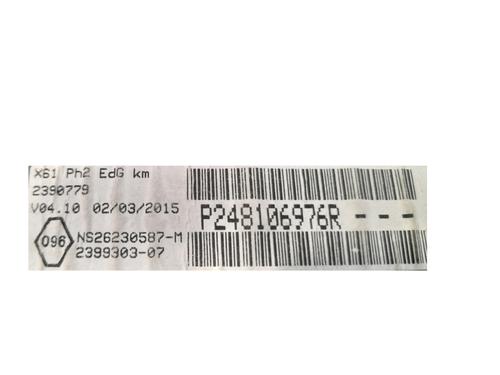 X61 Ph2 EdG km
2390779
V04.10 02/03/2015
P248106976R ---
096
NS26230587-M
2399303-07